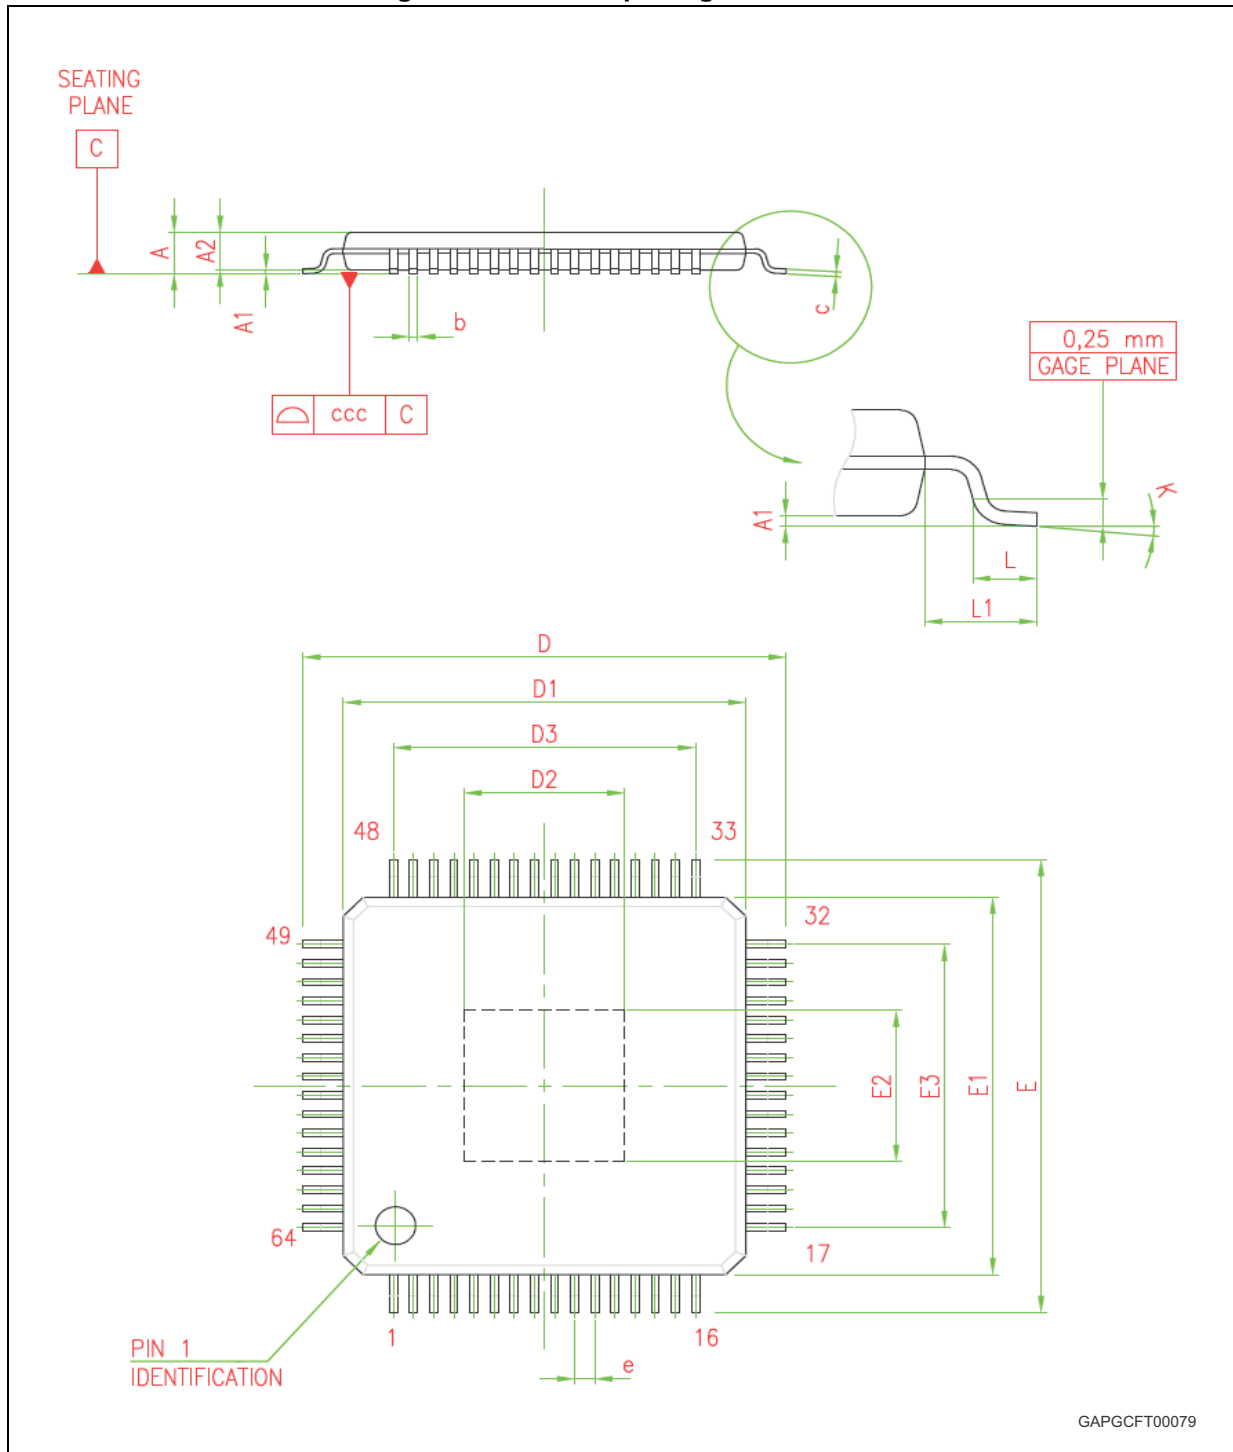 SEATING
PLANE
C
A
A2
A1
b
c
ccc
C
0,25 mm
GAGE PLANE
A1
K
L
L1
D
D1
D3
D2
48
33
49
32
E2
E3
E1
E
64
17
1
16
PIN 1
IDENTIFICATION
e
GAPGCFT00079